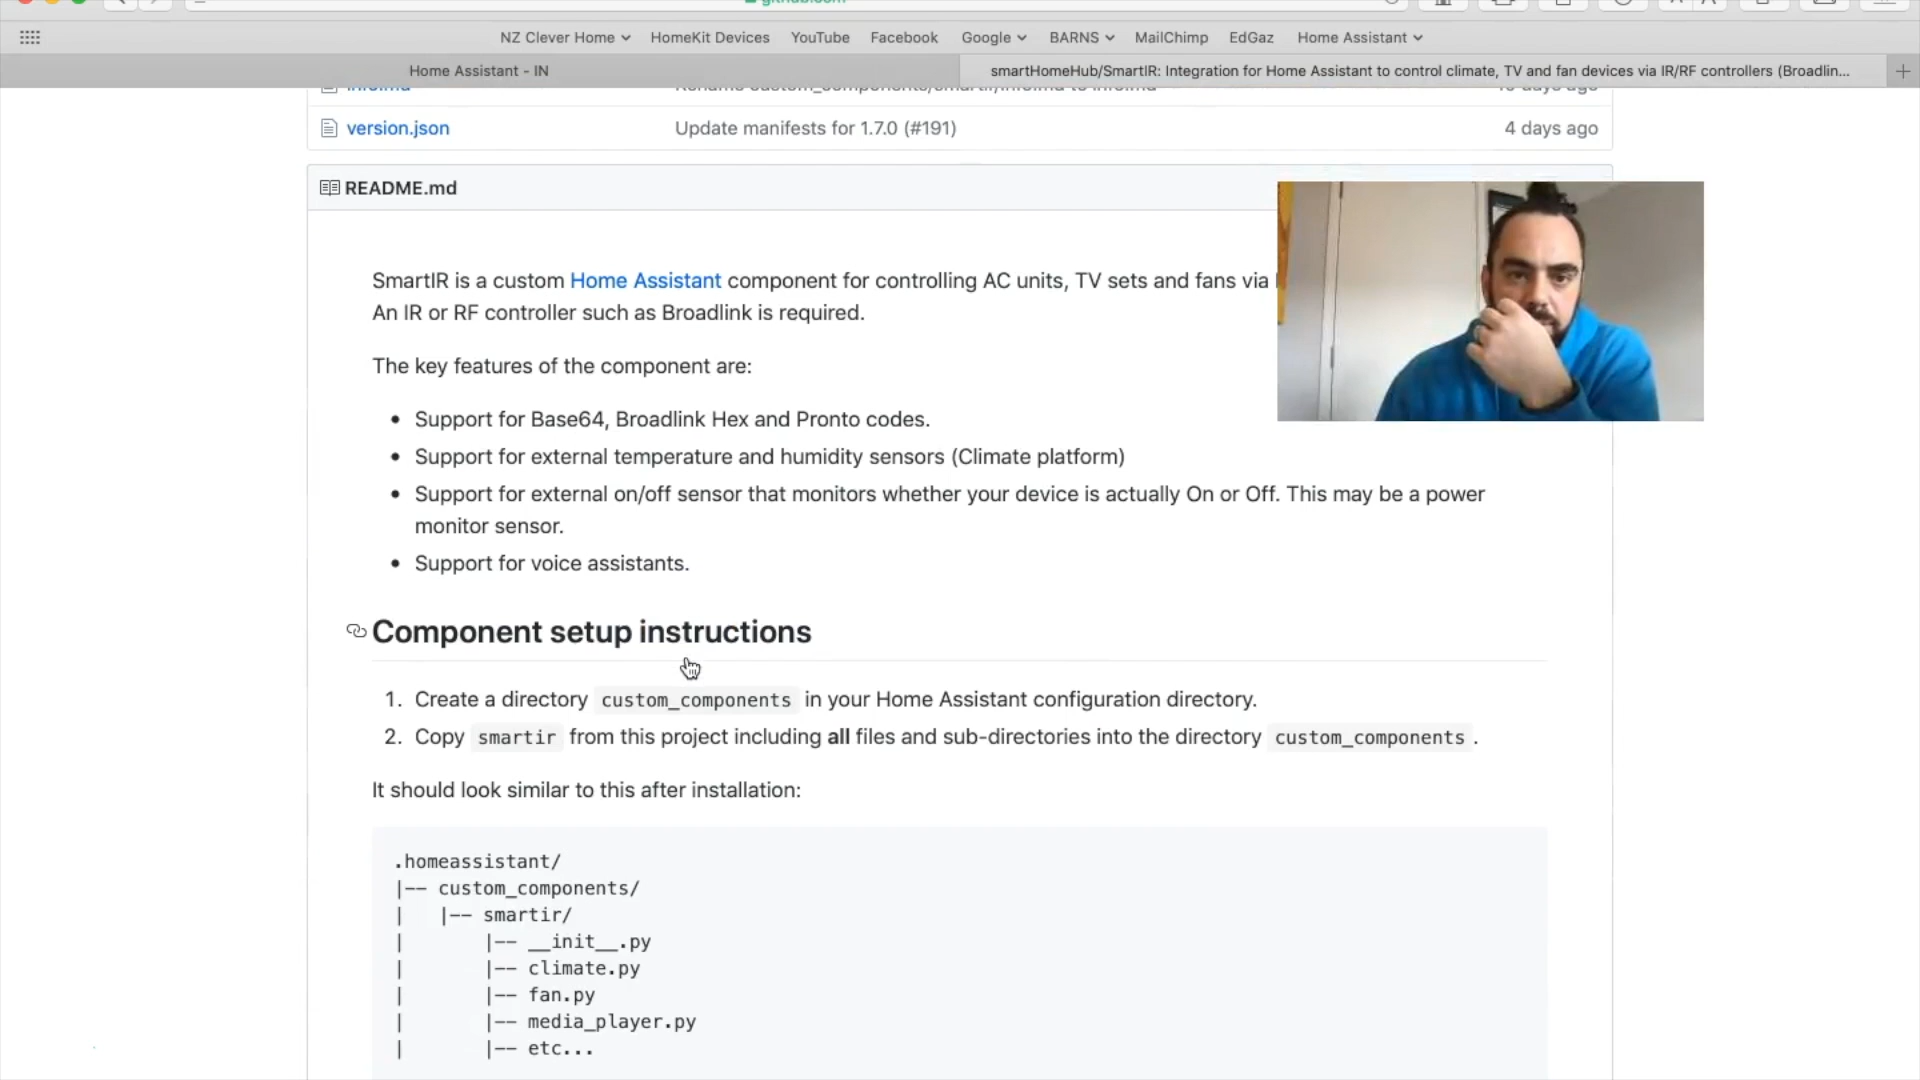 github.com
NZ Clever Home HomeKit Devices YouTube Facebook Google BARNS MailChimp EdGaz Home Assistant
Home Assistant - IN
smartHomeHub/SmartIR: Integration for Home Assistant to control climate, TV and fan devices via IR/RF controllers (Broadlin...
version.json Update manifests for 1.7.0 (#191) 4 days ago
README.md
SmartIR is a custom Home Assistant component for controlling AC units, TV sets and fans via
An IR or RF controller such as Broadlink is required.
The key features of the component are:
• Support for Base64, Broadlink Hex and Pronto codes.
• Support for external temperature and humidity sensors (Climate platform)
• Support for external on/off sensor that monitors whether your device is actually On or Off. This may be a power
monitor sensor.
• Support for voice assistants.
Component setup instructions
1. Create a directory custom_components in your Home Assistant configuration directory.
2. Copy smartir from this project including all files and sub-directories into the directory custom_components .
It should look similar to this after installation:
.homeassistant/
|-- custom_components/
|   |-- smartir/
|       |-- __init__.py
|       |-- climate.py
|       |-- fan.py
|       |-- media_player.py
|       |-- etc...